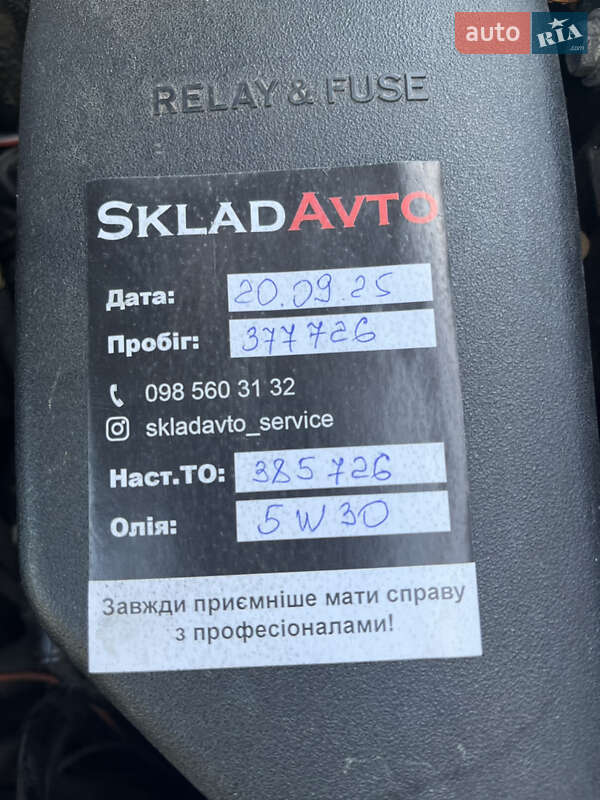 auto RIA .com
RELAY & FUSE
SKLADAVTO
Дата: 20.09.25
Пробіг: 377726
098 560 31 32
skladavto_service
Наст.ТО: 385726
Олія: 5W30
Завжди приємніше мати справу
з професіоналами!